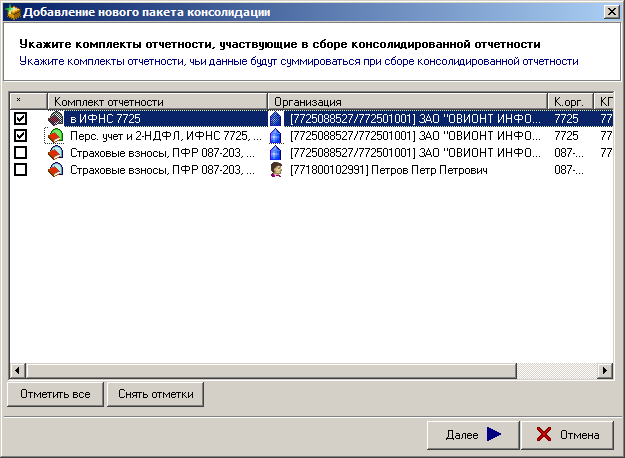 Добавление нового пакета консолидации
Укажите комплекты отчетности, участвующие в сборе консолидированной отчетности
Укажите комплекты отчетности, чьи данные будут суммироваться при сборе консолидированной отчетности
* Комплект отчетности Организация К.орг. КГ
в ИФНС 7725 [7725088527/772501001] ЗАО "ОВИОНТ ИНФО... 7725 77
Перс. учет и 2-НДФЛ, ИФНС 7725, ... [7725088527/772501001] ЗАО "ОВИОНТ ИНФО... 7725 77
Страховые взносы, ПФР 087-203, ... [7725088527/772501001] ЗАО "ОВИОНТ ИНФО... 087-... 77
Страховые взносы, ПФР 087-203, ... [771800102991] Петров Петр Петрович 087-...
Отметить все Снять отметки
Далее Отмена